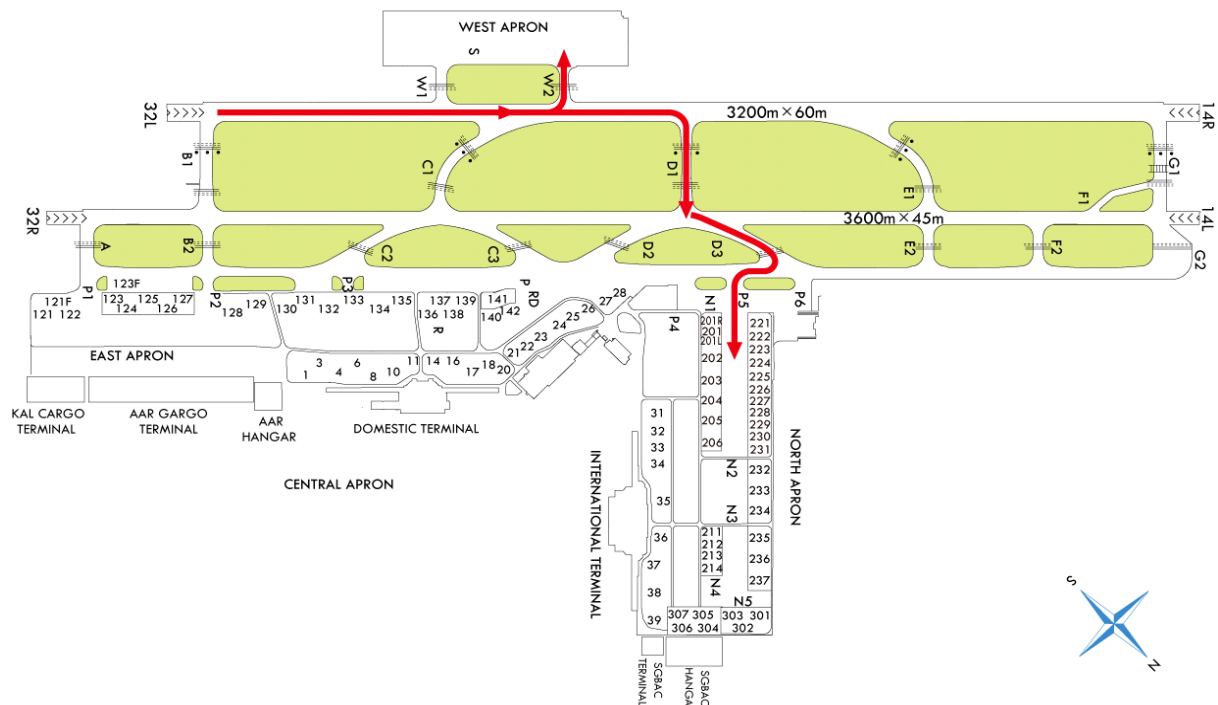 WEST APRON
S
W1
W2
32L
3200m×60m
14R
B1
C1
D1
E1
F1
G1
32R
3600m×45m
14L
A
B2
C2
C3
D2
D3
E2
F2
G2
P1
123F
P2
P3
P
RD
27 28
N1
P5
P6
121F
121 122
123 125 127
124 126
128 129
130 131 132 133 134 135
136 137 138 139
R
140 141 142
21 22 23 24 25 26
P4
201R
201
201L
202
203
204
205
206
221
222
223
224
225
226
227
228
229
230
231
EAST APRON
1 3 4 6 8 10 11
14 16 17 18 20
KAL CARGO
TERMINAL
AAR GARGO
TERMINAL
AAR
HANGAR
DOMESTIC TERMINAL
CENTRAL APRON
INTERNATIONAL TERMINAL
31
32
33
34
35
36
37
38
39
N2
N3
232
233
234
NORTH APRON
211
212
213
214
N4
N5
235
236
237
307 305
306 304
303 301
302
SGBAC
TERMINAL
SGBAC
HANGA
S
N